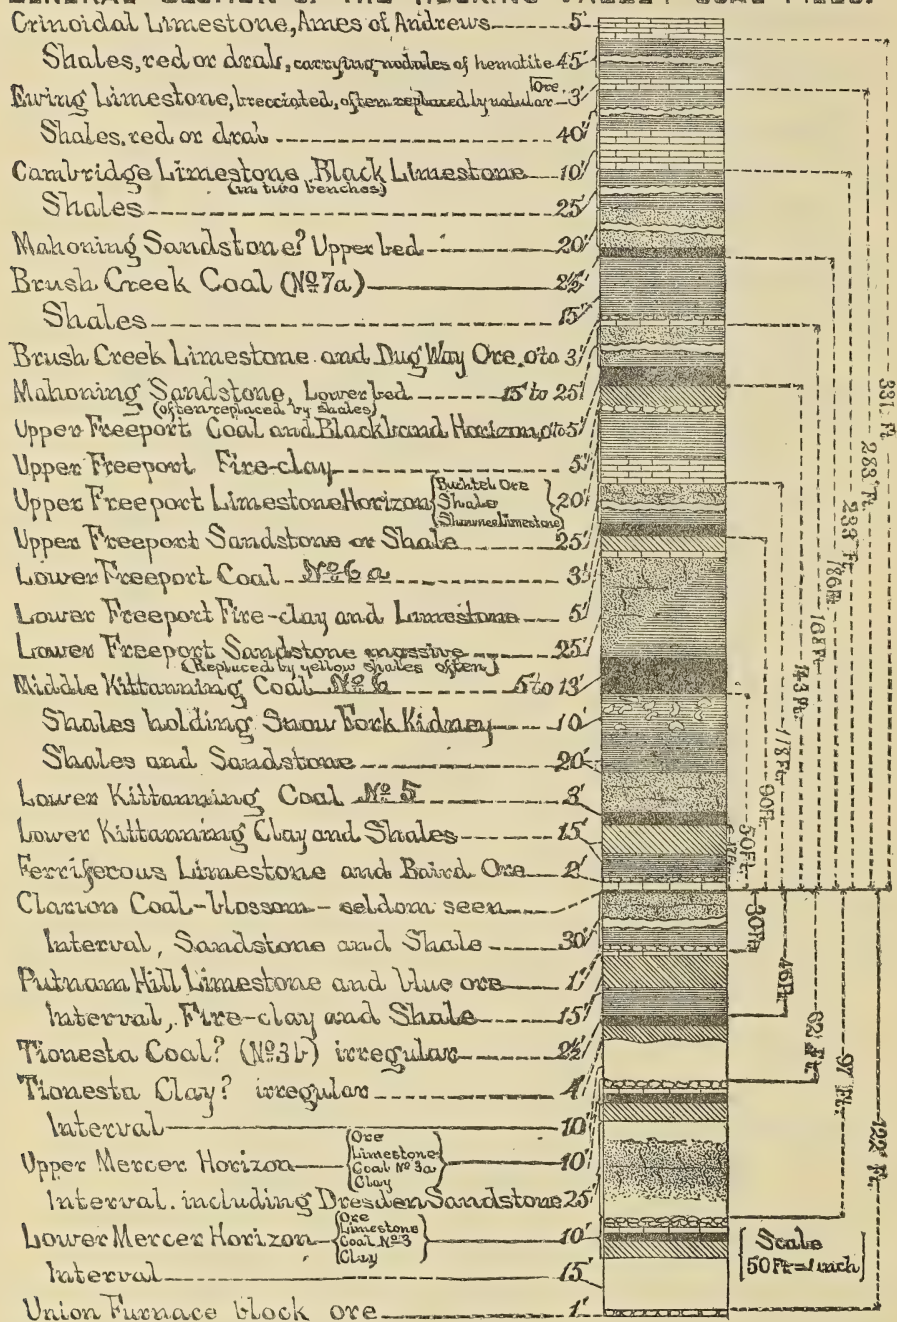 GENERAL SECTION OF THE HOCKING VALLEY COAL FIELD.
Crinoidal Limestone, Ames of Andrews 5'
Shales, red or drab, carrying nodules of hematite 45'
Ewing Limestone, brecciated, often replaced by nodular Ore. 3'
Shales, red or drab 40'
Cambridge Limestone Black Limestone 10'
(in two benches)
Shales 25'
Mahoning Sandstone? Upper bed 20'
Brush Creek Coal (No 7a) 2½'
Shales 15'
Brush Creek Limestone and Dug Way Ore, 0 to 3'
Mahoning Sandstone, Lower bed 15 to 25'
(often replaced by shales)
Upper Freeport Coal and Blackband Horizon, 0 to 5'
Upper Freeport Fire-clay 5'
Upper Freeport Limestone Horizon { Buchtel Ore Shale Shawnee Limestone } 20'
Upper Freeport Sandstone or Shale 25'
Lower Freeport Coal No 6a 3'
Lower Freeport Fire-clay and Limestone 5'
Lower Freeport Sandstone massive 25'
(Replaced by yellow shales often)
Middle Kittanning Coal No 6 5 to 13'
Shales holding Snow Fork Kidney 10'
Shales and Sandstone 20'
Lower Kittanning Coal No 5 3'
Lower Kittanning Clay and Shales 15'
Ferriferous Limestone and Baird Ore 2'
Clarion Coal-blossom - seldom seen
Interval, Sandstone and Shale 30'
Putnam Hill Limestone and blue ore 1'
Interval, Fire-clay and Shale 15'
Tionesta Coal? (No 3b) irregular 2½'
Tionesta Clay? irregular 4'
Interval 10'
Upper Mercer Horizon { Ore Limestone Coal No 3a Clay } 10'
Interval. including Dresden Sandstone 25'
Lower Mercer Horizon { Ore Limestone Coal No 3 Clay } 10'
Interval 15'
Union Furnace block ore 1'
331 Ft.
283 Ft.
233 Ft.
186 Ft.
168 Ft.
143 Ft.
118 Ft.
90 Ft.
50 Ft.
30 Ft.
46 Ft.
62 Ft.
97 Ft.
122 Ft.
Scale
50 Ft = 1 inch